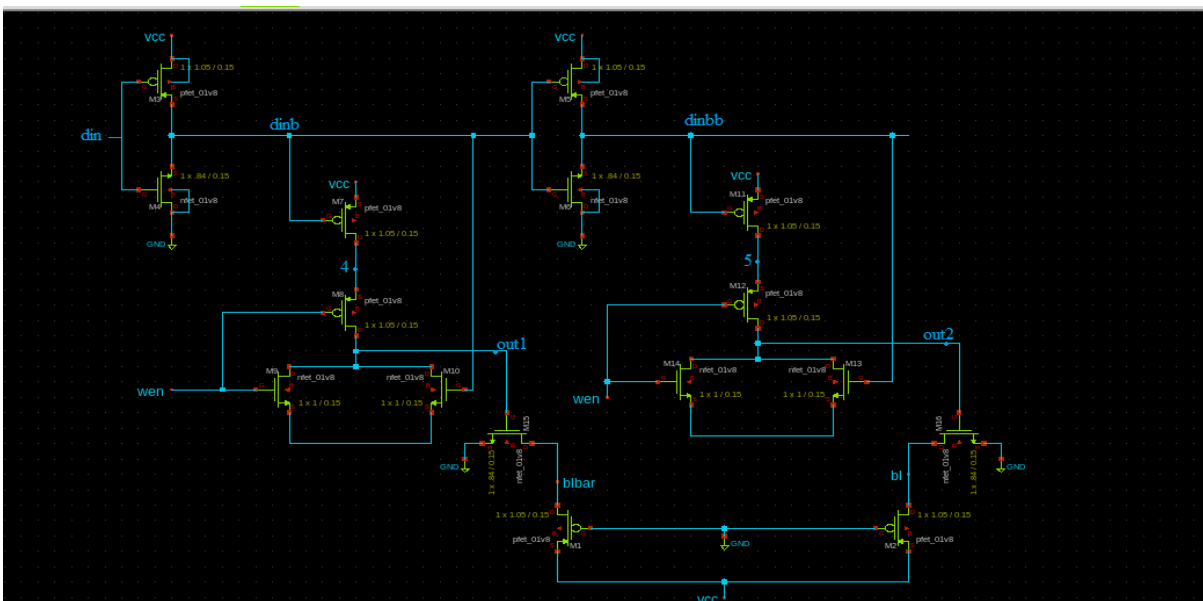 vcc
vcc
1 x 1.05 / 0.15
1 x 1.05 / 0.15
pfet_01v8
pfet_01v8
M3
M5
din
dinb
dinbb
1 x .84 / 0.15
1 x .84 / 0.15
vcc
vcc
M4
nfet_01v8
M7
pfet_01v8
M6
nfet_01v8
M11
pfet_01v8
1 x 1.05 / 0.15
1 x 1.05 / 0.15
GND
GND
4
5
M8
pfet_01v8
M12
pfet_01v8
1 x 1.05 / 0.15
1 x 1.05 / 0.15
out1
out2
M9
nfet_01v8
nfet_01v8
M10
M14
nfet_01v8
nfet_01v8
M13
wen
1 x 1 / 0.15
1 x 1 / 0.15
wen
1 x 1 / 0.15
1 x 1 / 0.15
M15
M16
GND
nfet_01v8
1 x .84 / 0.15
GND
nfet_01v8
1 x .84 / 0.15
blbar
bl
1 x 1.05 / 0.15
1 x 1.05 / 0.15
pfet_01v8
M1
GND
M2
pfet_01v8
vcc